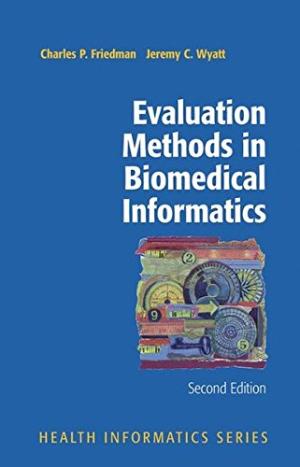 Charles P. Friedman Jeremy C. Wyatt
Evaluation
Methods in
Biomedical
Informatics
Second Edition
HEALTH INFORMATICS SERIES